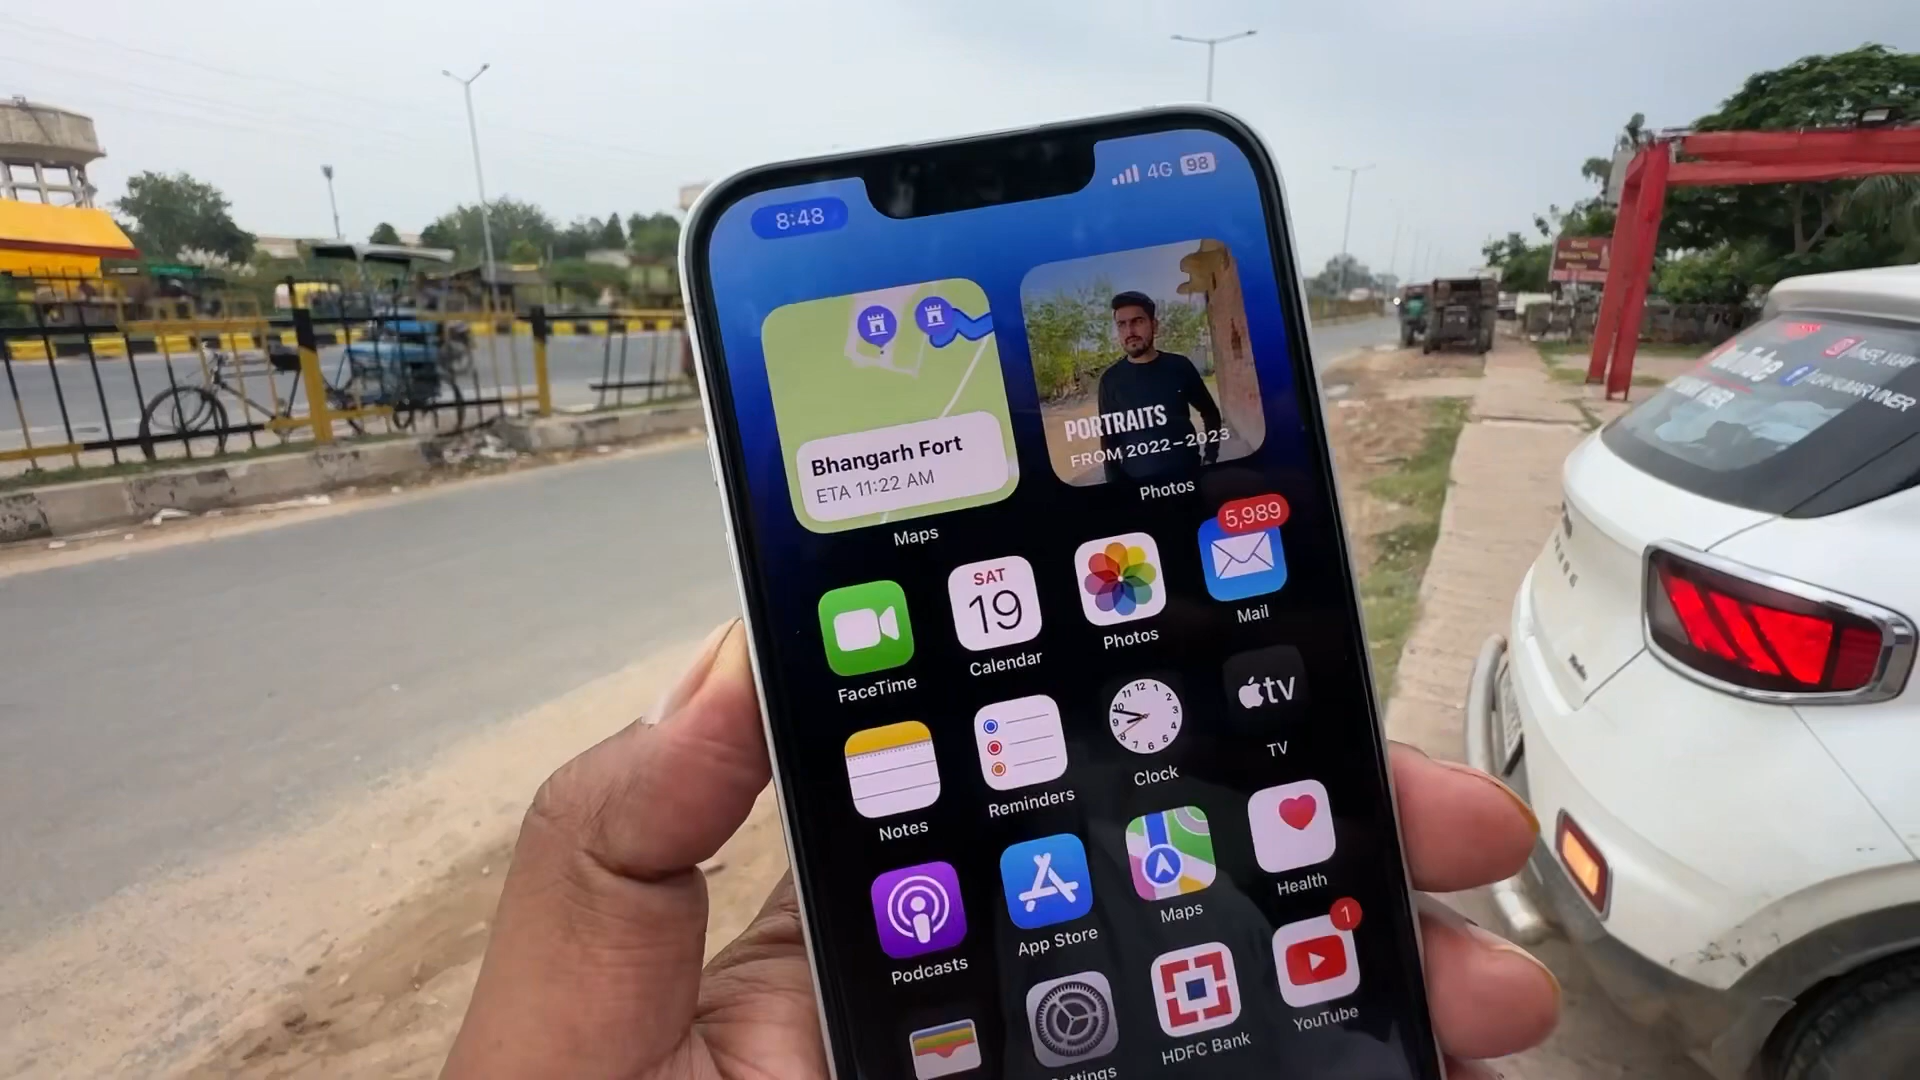 8:48
4G 98
Bhangarh Fort
ETA 11:22 AM
Maps
PORTRAITS
FROM 2022–2023
Photos
FaceTime
SAT
19
Calendar
Photos
5,989
Mail
Notes
Reminders
Clock
tv
TV
Podcasts
App Store
Maps
Health
HDFC Bank
1
YouTube